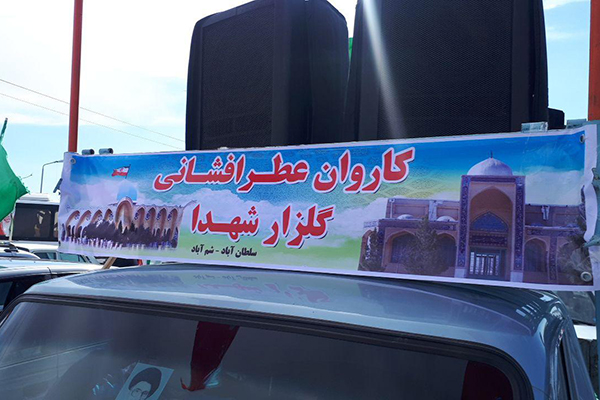 کاروان عطرافشانی
گلزار شهدا
سلطان آباد - شم آباد